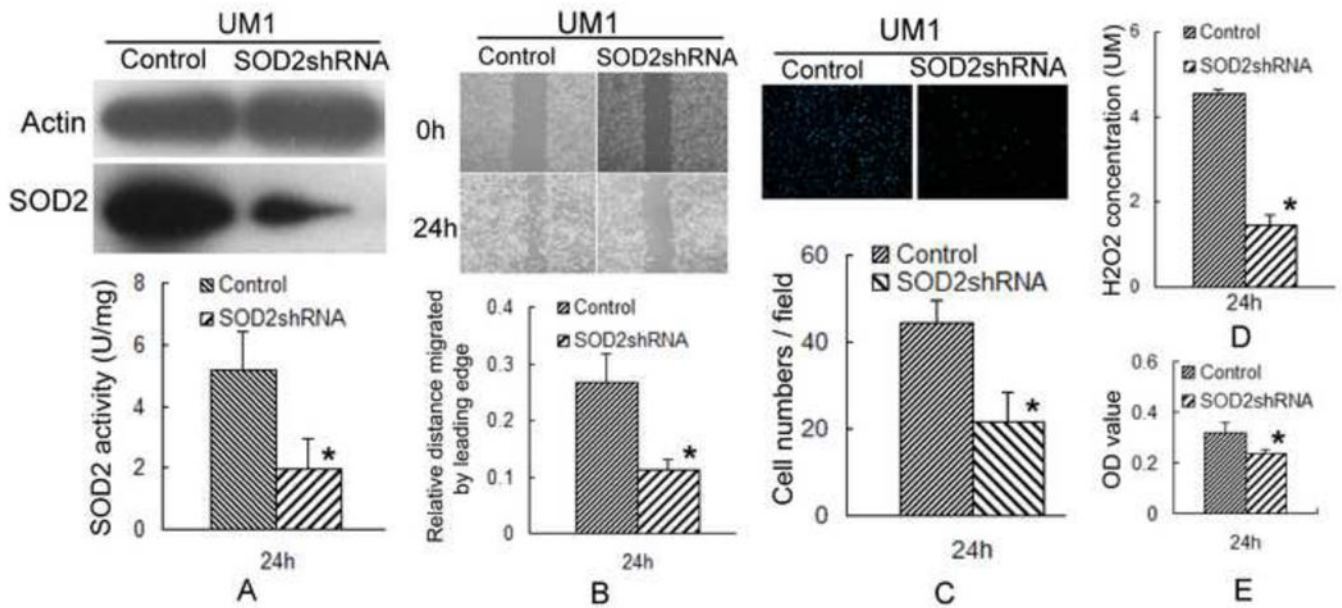 UM1
Control SOD2shRNA
Actin
SOD2
SOD2 activity (U/mg)
8
6
4
2
0
Control
SOD2shRNA
*
24h
A
UM1
Control SOD2shRNA
0h
24h
Relative distance migrated
by leading edge
0.4
0.3
0.2
0.1
0
Control
SOD2shRNA
*
24h
B
UM1
Control SOD2shRNA
Cell numbers / field
60
40
20
0
Control
SOD2shRNA
*
24h
C
H2O2 concentration (UM)
6
4
2
0
Control
SOD2shRNA
*
24h
D
OD value
0.6
0.4
0.2
0
Control
SOD2shRNA
*
24h
E